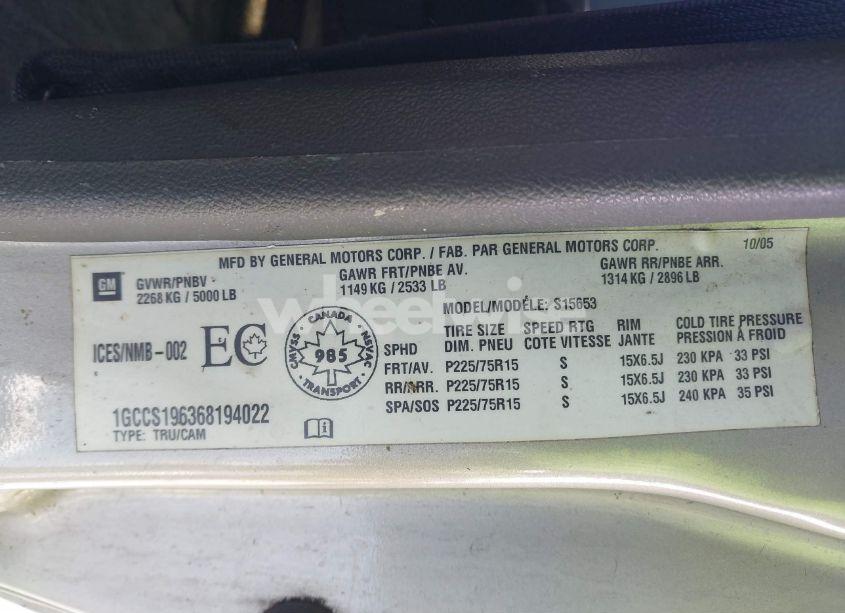 MFD BY GENERAL MOTORS CORP. / FAB. PAR GENERAL MOTORS CORP. 10/05
GM
GVWR/PNBV
2268 KG / 5000 LB
GAWR FRT/PNBE AV.
1149 KG / 2533 LB
GAWR RR/PNBE ARR.
1314 KG / 2896 LB
MODEL/MODÉLE: S15653
wheelwise
ICES/NMB-002 EC
CANADA
CMVSS 985 NSVAC
TRANSPORT
TIRE SIZE SPEED RTG RIM COLD TIRE PRESSURE
SPHD DIM. PNEU COTE VITESSE JANTE PRESSION À FROID
FRT/AV. P225/75R15 S 15X6.5J 230 KPA 33 PSI
RR/ARR. P225/75R15 S 15X6.5J 230 KPA 33 PSI
SPA/SOS P225/75R15 S 15X6.5J 240 KPA 35 PSI
1GCCS196368194022
TYPE: TRU/CAM